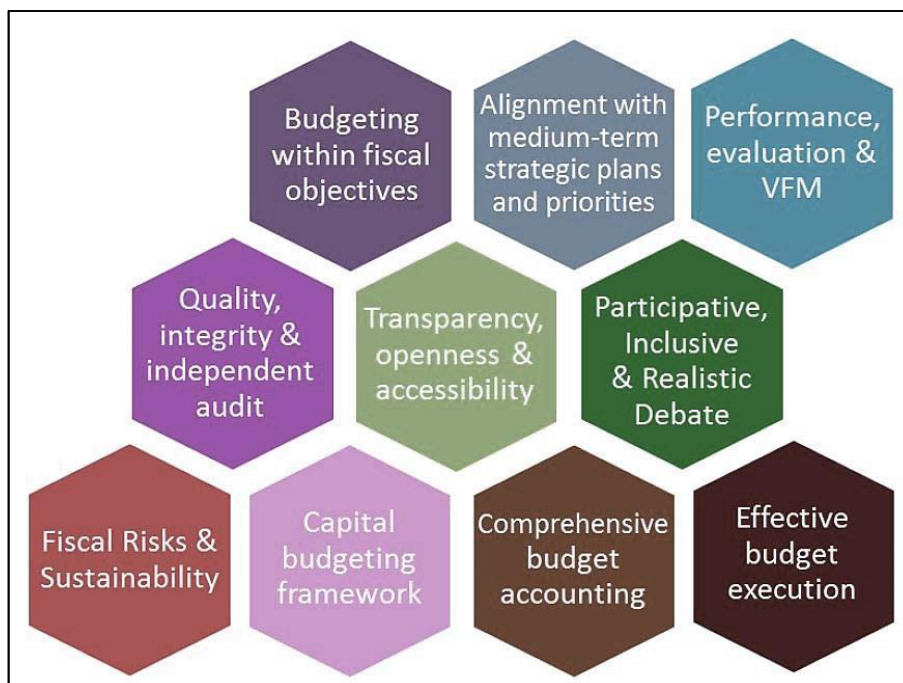 Budgeting
within fiscal
objectives
Alignment with
medium-term
strategic plans
and priorities
Performance,
evaluation &
VFM
Quality,
integrity &
independent
audit
Transparency,
openness &
accessibility
Participative,
Inclusive
& Realistic
Debate
Fiscal Risks &
Sustainability
Capital
budgeting
framework
Comprehensive
budget
accounting
Effective
budget
execution